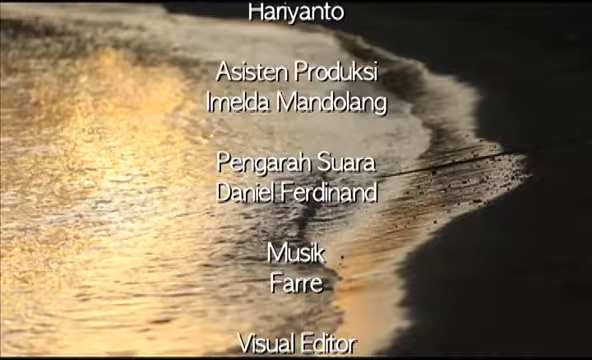 Hariyanto
Asisten Produksi
Imelda Mandolang
Pengarah Suara
Daniel Ferdinand
Musik
Farre
Visual Editor